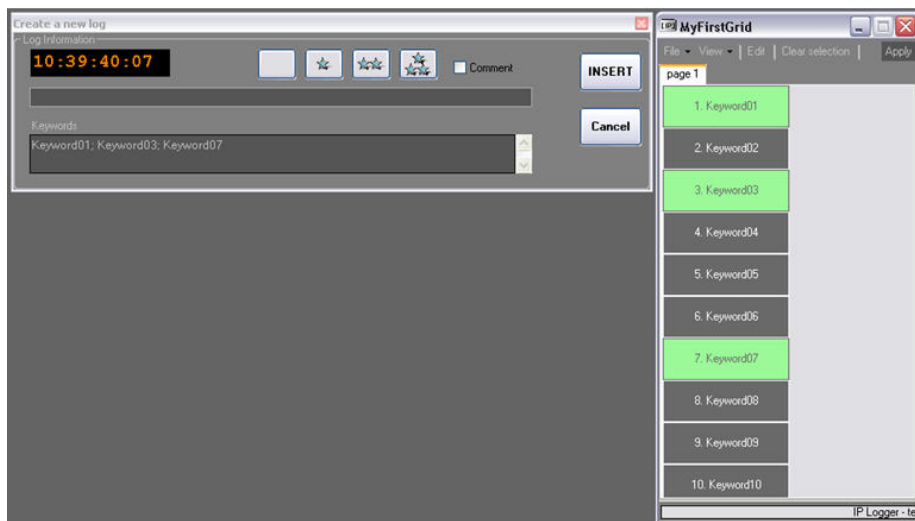 Create a new log
Log Information
10:39:40:07
Comment
INSERT
Keywords
Cancel
Keyword01; Keyword03; Keyword07
MyFirstGrid
File View Edit Clear selection Apply
page 1
1. Keyword01
2. Keyword02
3. Keyword03
4. Keyword04
5. Keyword05
6. Keyword06
7. Keyword07
8. Keyword08
9. Keyword09
10. Keyword10
IP Logger - te